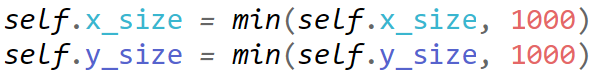 self.x_size = min(self.x_size, 1000)
self.y_size = min(self.y_size, 1000)